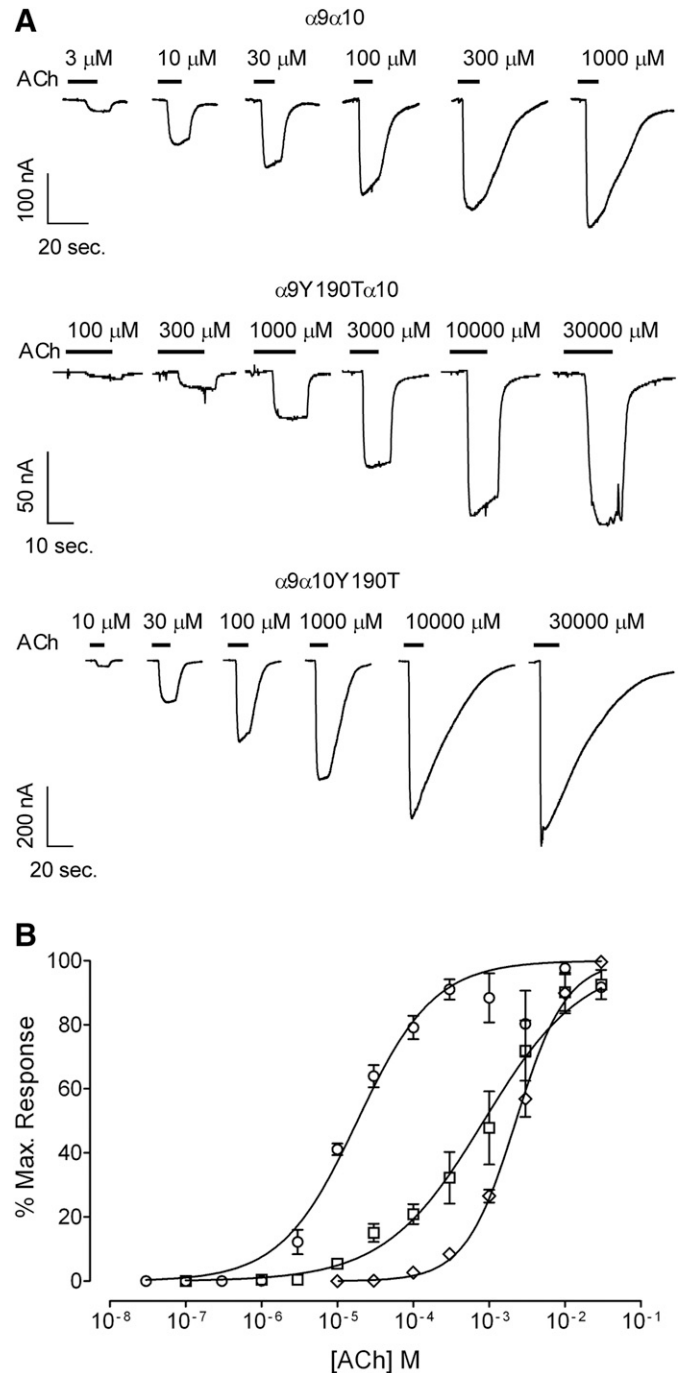 A
α9α10
3 μM 10 μM 30 μM 100 μM 300 μM 1000 μM
ACh
100 nA
20 sec.
α9Y190Tα10
100 μM 300 μM 1000 μM 3000 μM 10000 μM 30000 μM
ACh
50 nA
10 sec.
α9α10Y190T
10 μM 30 μM 100 μM 1000 μM 10000 μM 30000 μM
ACh
200 nA
20 sec.
B
100
80
60
40
20
0
% Max. Response
10-8 10-7 10-6 10-5 10-4 10-3 10-2 10-1
[ACh] M